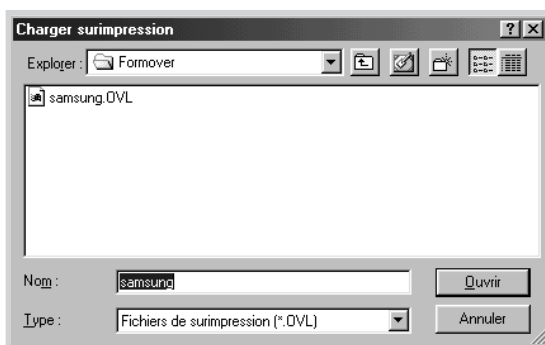 Charger surimpression
Explorer : Formover
samsung.OVL
Nom : samsung Ouvrir
Type : Fichiers de surimpression (*.OVL) Annuler